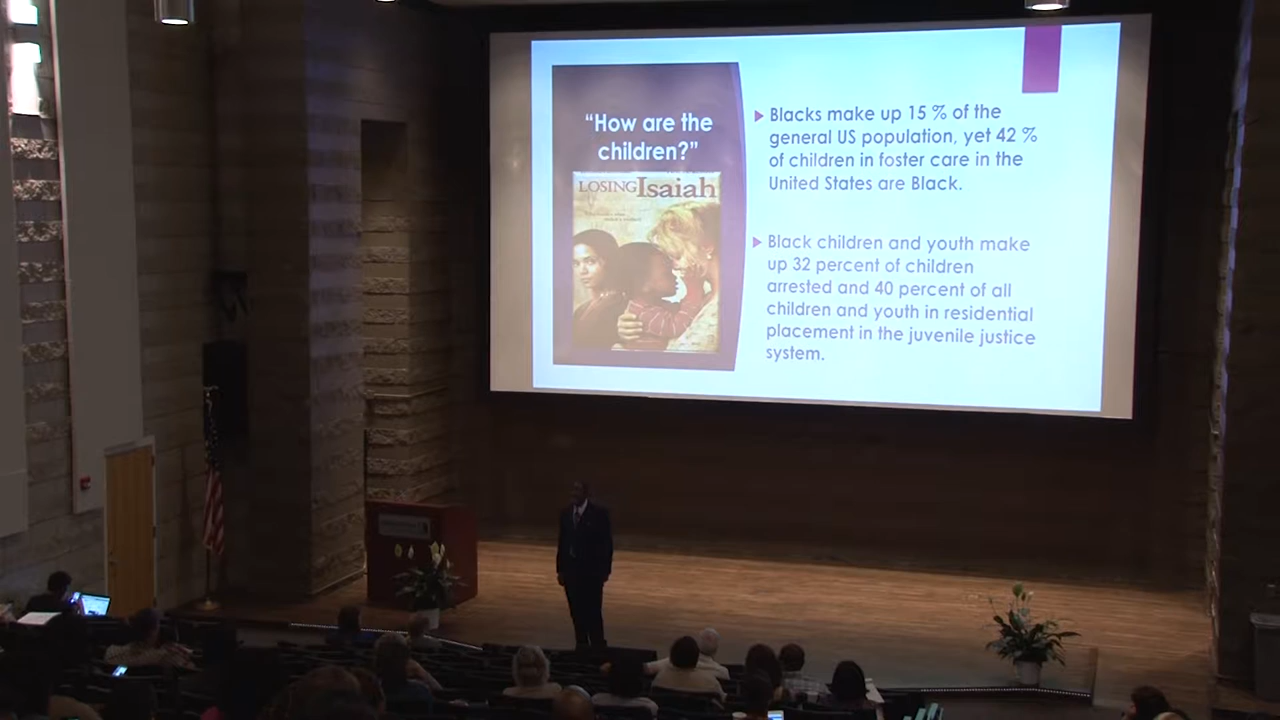 “How are the
children?”
LOSING Isaiah
Blacks make up 15 % of the
general US population, yet 42 %
of children in foster care in the
United States are Black.
Black children and youth make
up 32 percent of children
arrested and 40 percent of all
children and youth in residential
placement in the juvenile justice
system.